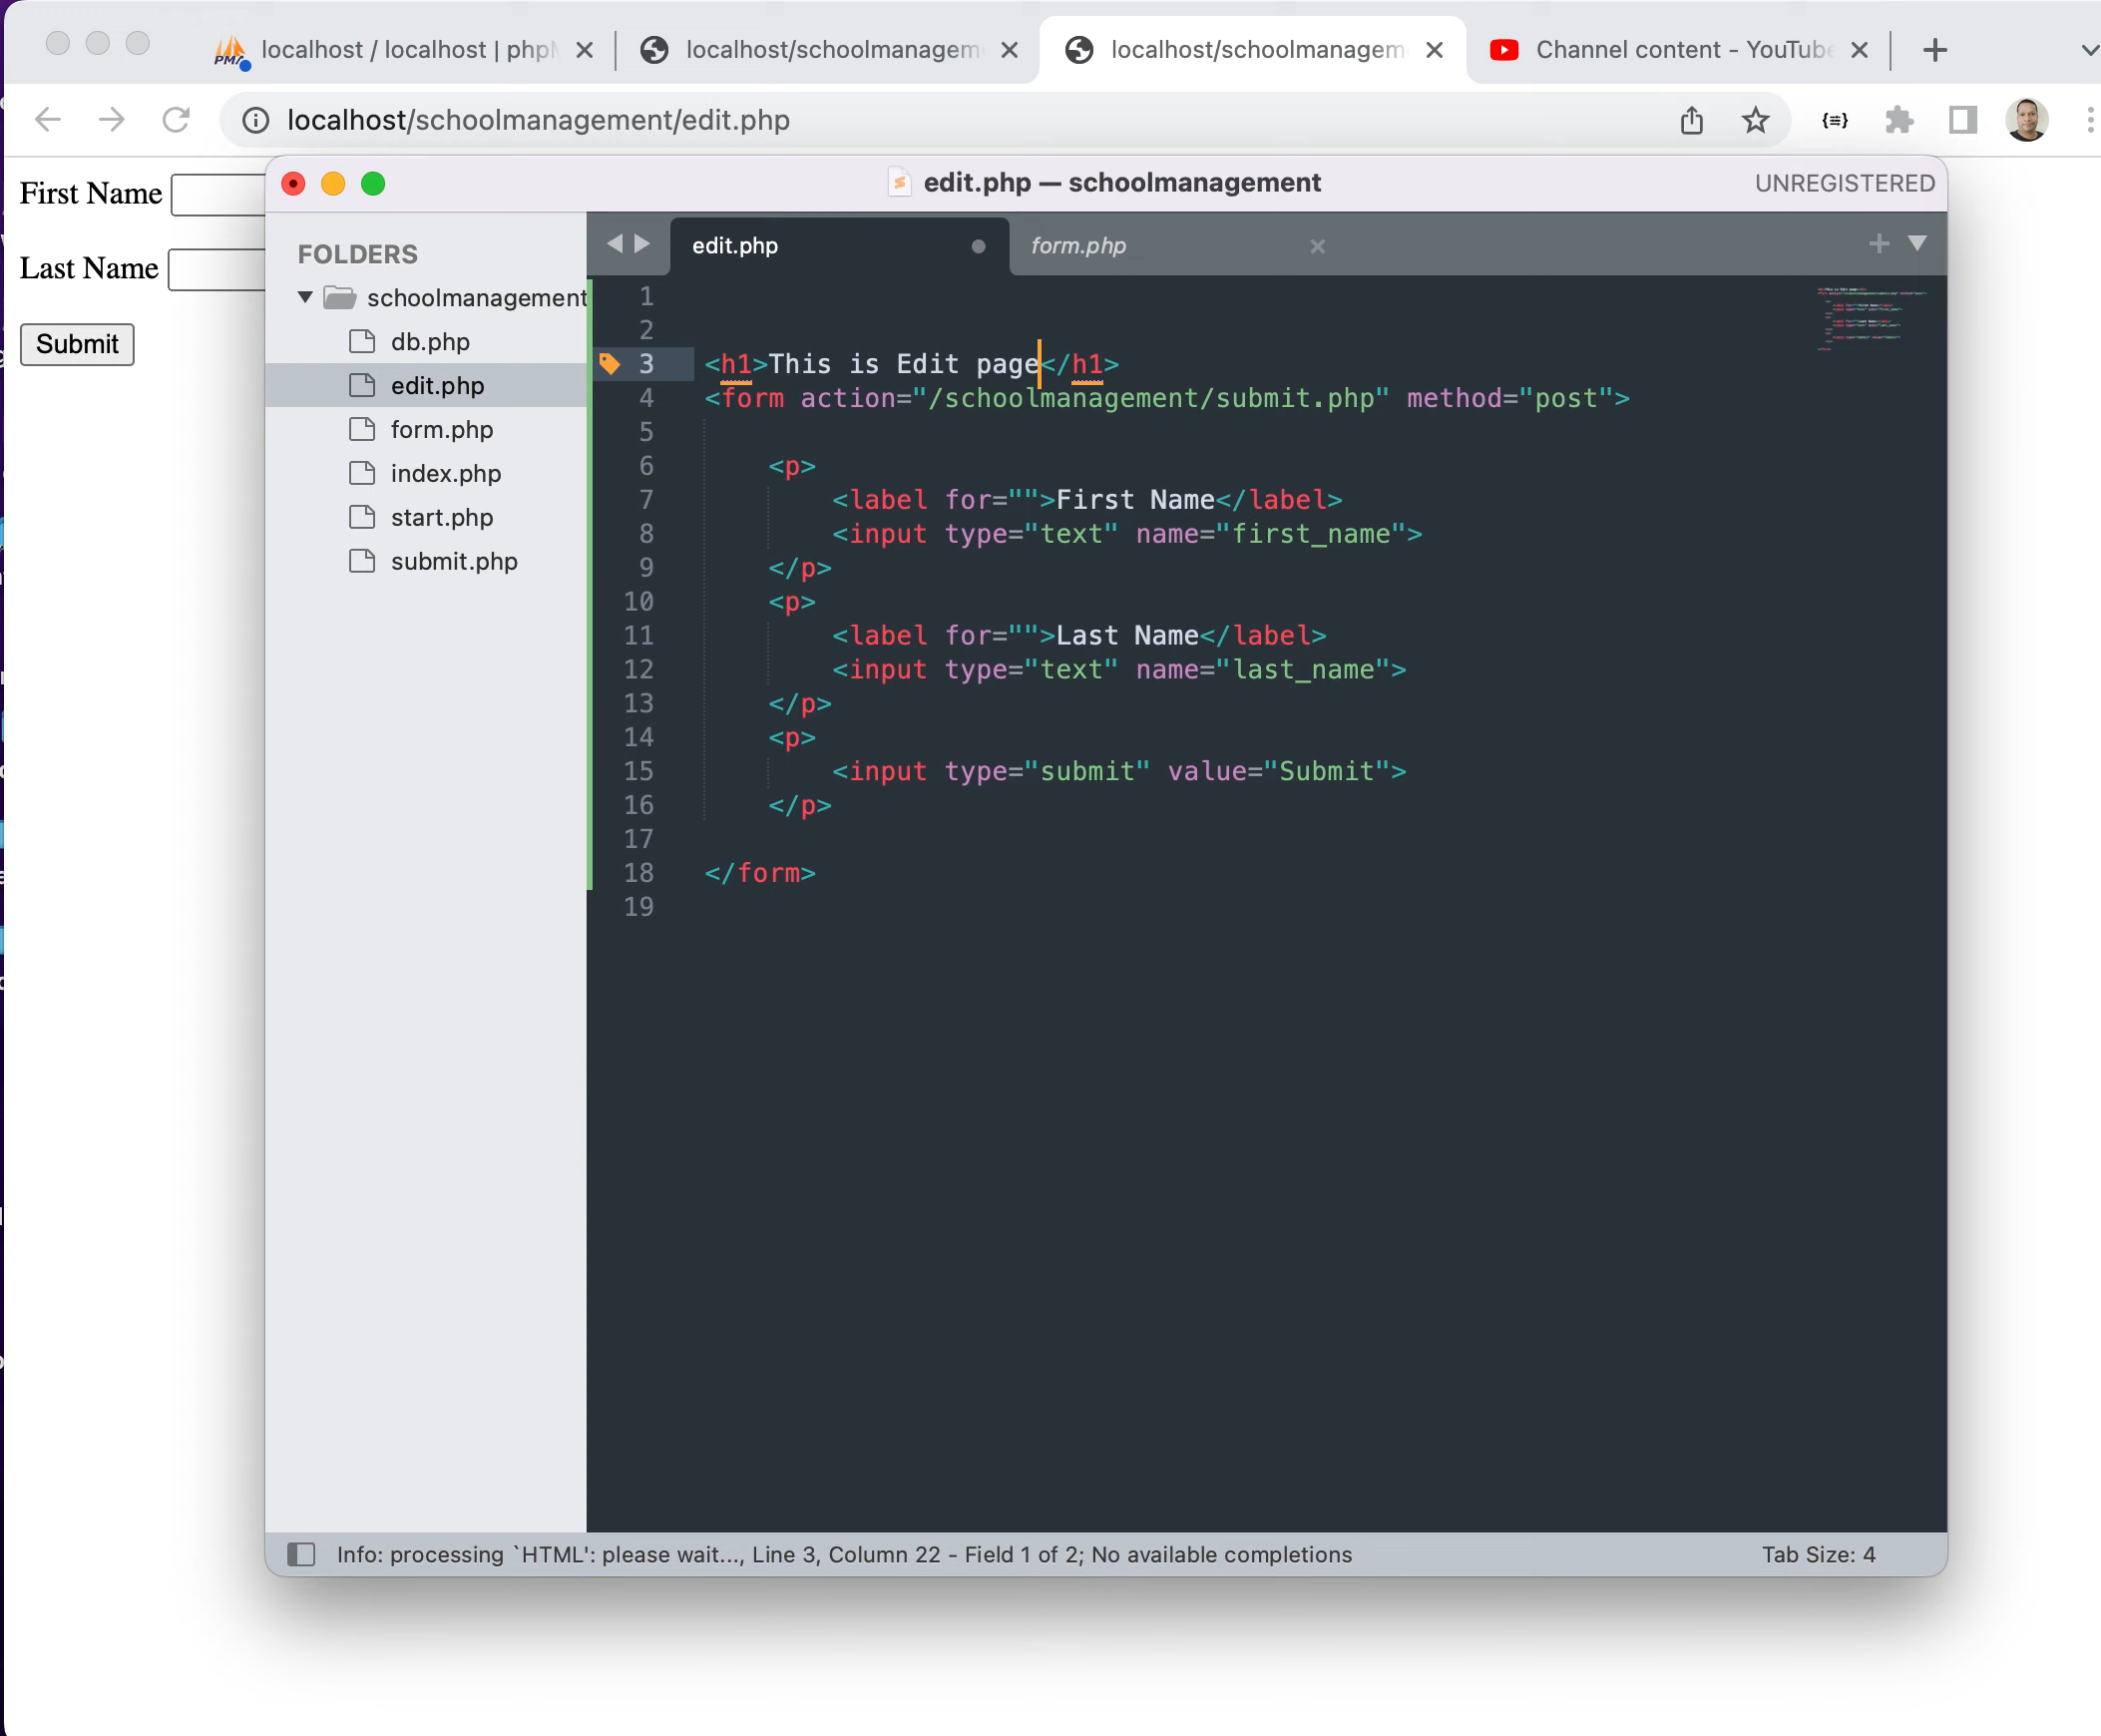 localhost / localhost | php
localhost/schoolmanagem
localhost/schoolmanagem
Channel content - YouTube
localhost/schoolmanagement/edit.php
First Name
Last Name
Submit
edit.php — schoolmanagement
UNREGISTERED
FOLDERS
schoolmanagement
db.php
edit.php
form.php
index.php
start.php
submit.php
edit.php
form.php
1
2
3 <h1>This is Edit page</h1>
4 <form action="/schoolmanagement/submit.php" method="post">
5
6 <p>
7 <label for="">First Name</label>
8 <input type="text" name="first_name">
9 </p>
10 <p>
11 <label for="">Last Name</label>
12 <input type="text" name="last_name">
13 </p>
14 <p>
15 <input type="submit" value="Submit">
16 </p>
17
18 </form>
19
Info: processing `HTML': please wait..., Line 3, Column 22 - Field 1 of 2; No available completions
Tab Size: 4